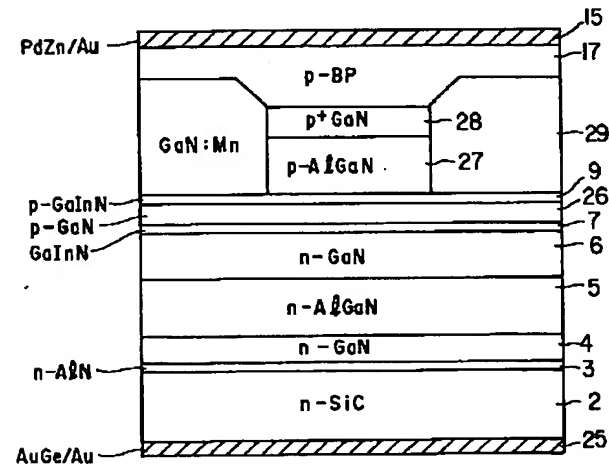 15
PdZn/Au
17
p-BP
p⁺GaN
28
GaN:Mn
29
p-AlGaN
27
9
p-GaInN
26
p-GaN
7
GaInN
6
n-GaN
5
n-AlGaN
n-GaN
4
n-AlN
3
n-SiC
2
AuGe/Au
25